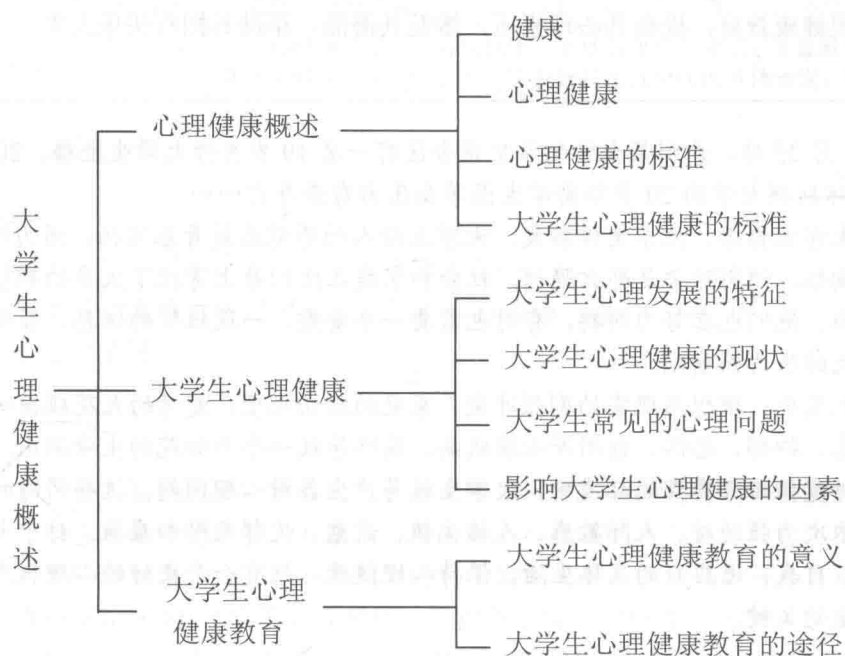 大学生心理健康概述
心理健康概述
健康
心理健康
心理健康的标准
大学生心理健康的标准
大学生心理健康
大学生心理发展的特征
大学生心理健康的现状
大学生常见的心理问题
影响大学生心理健康的因素
大学生心理
健康教育
大学生心理健康教育的意义
大学生心理健康教育的途径